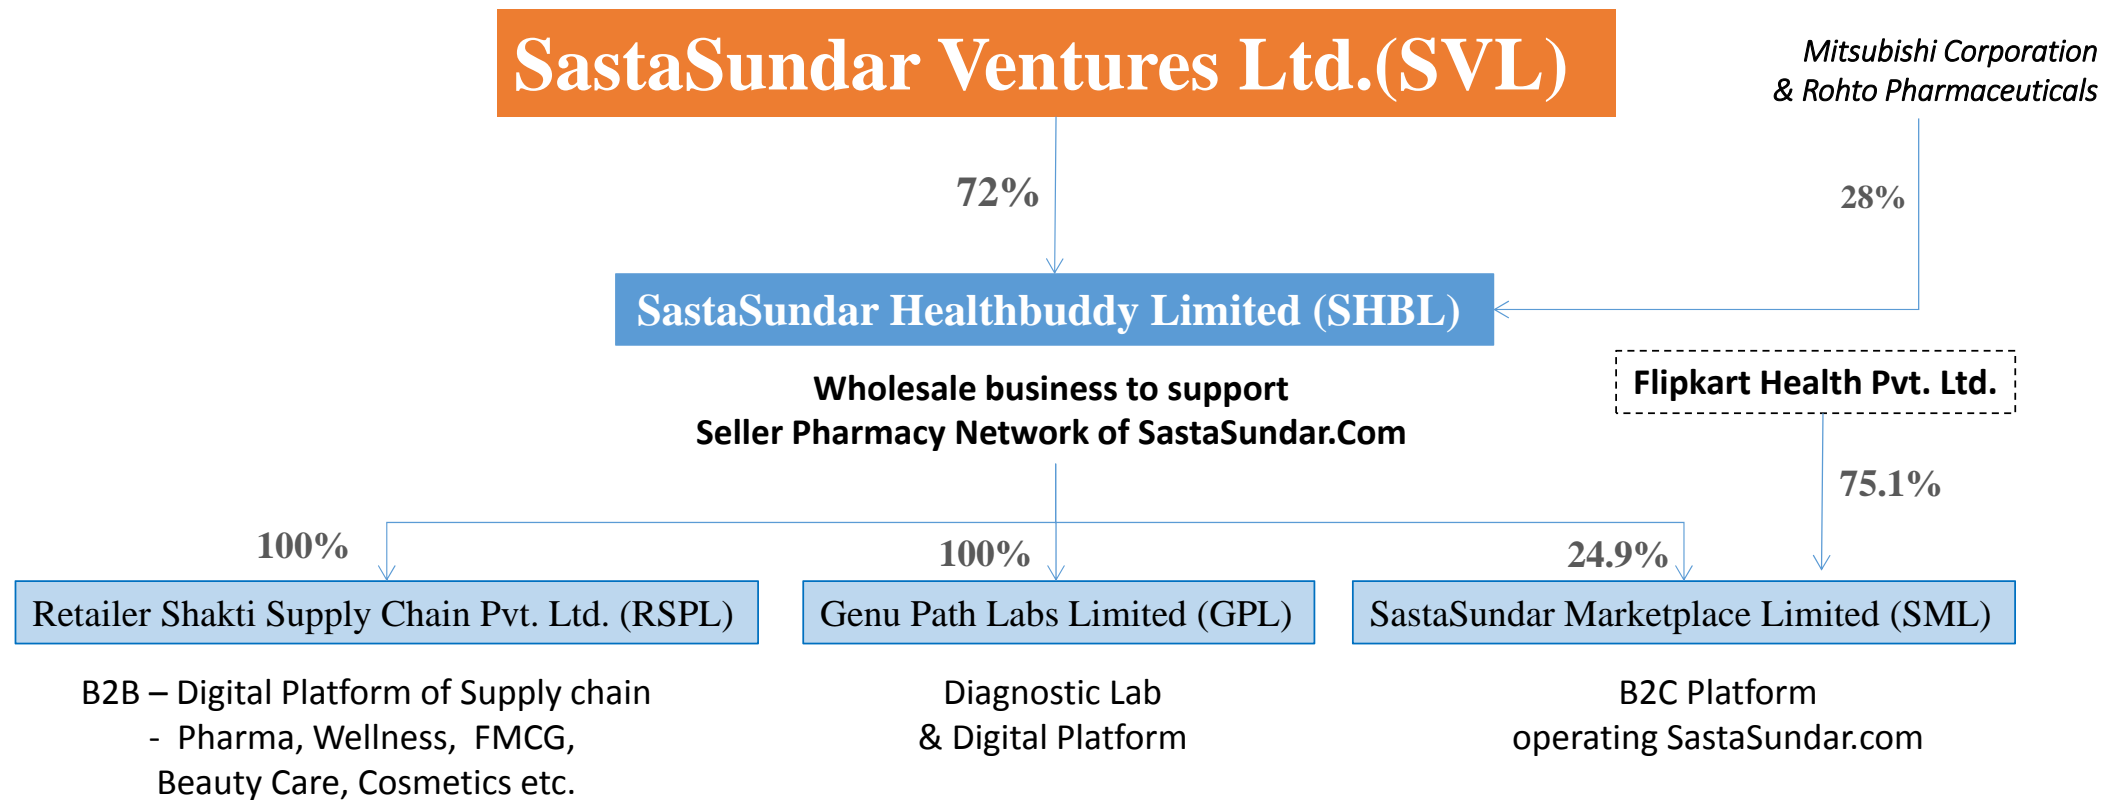 SastaSundar Ventures Ltd.(SVL)
Mitsubishi Corporation
& Rohto Pharmaceuticals
72%
28%
SastaSundar Healthbuddy Limited (SHBL)
Wholesale business to support
Seller Pharmacy Network of SastaSundar.Com
Flipkart Health Pvt. Ltd.
75.1%
100%
100%
24.9%
Retailer Shakti Supply Chain Pvt. Ltd. (RSPL)
Genu Path Labs Limited (GPL)
SastaSundar Marketplace Limited (SML)
B2B – Digital Platform of Supply chain
- Pharma, Wellness, FMCG,
Beauty Care, Cosmetics etc.
Diagnostic Lab
& Digital Platform
B2C Platform
operating SastaSundar.com